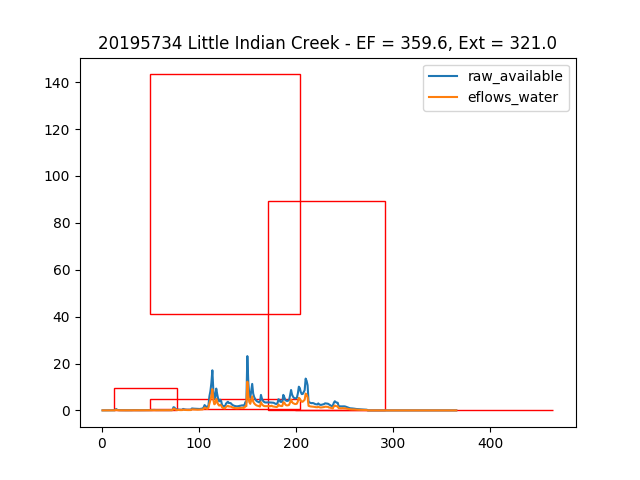 20195734 Little Indian Creek - EF = 359.6, Ext = 321.0
raw_available
eflows_water
140
120
100
80
60
40
20
0
0 100 200 300 400